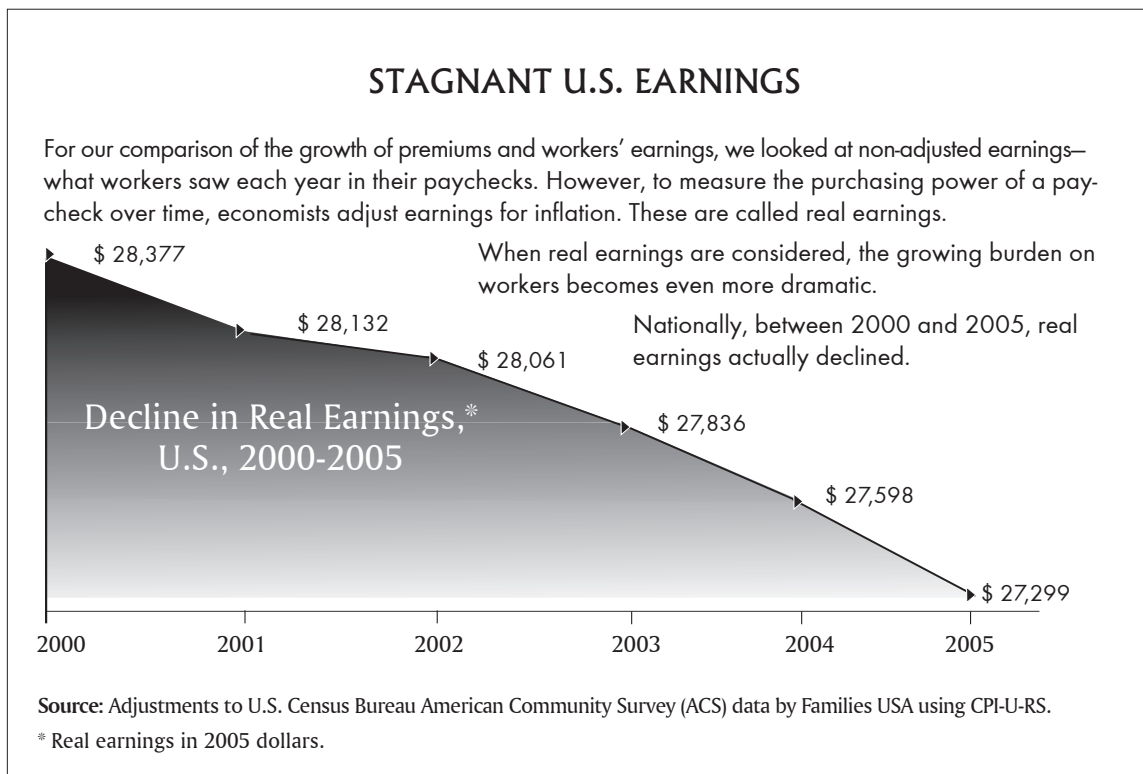 STAGNANT U.S. EARNINGS
For our comparison of the growth of premiums and workers’ earnings, we looked at non-adjusted earnings—
what workers saw each year in their paychecks. However, to measure the purchasing power of a pay-
check over time, economists adjust earnings for inflation. These are called real earnings.
When real earnings are considered, the growing burden on
workers becomes even more dramatic.
Nationally, between 2000 and 2005, real
earnings actually declined.
$ 28,377
$ 28,132
$ 28,061
$ 27,836
$ 27,598
$ 27,299
Decline in Real Earnings,*
U.S., 2000-2005
2000 2001 2002 2003 2004 2005
Source: Adjustments to U.S. Census Bureau American Community Survey (ACS) data by Families USA using CPI-U-RS.
* Real earnings in 2005 dollars.